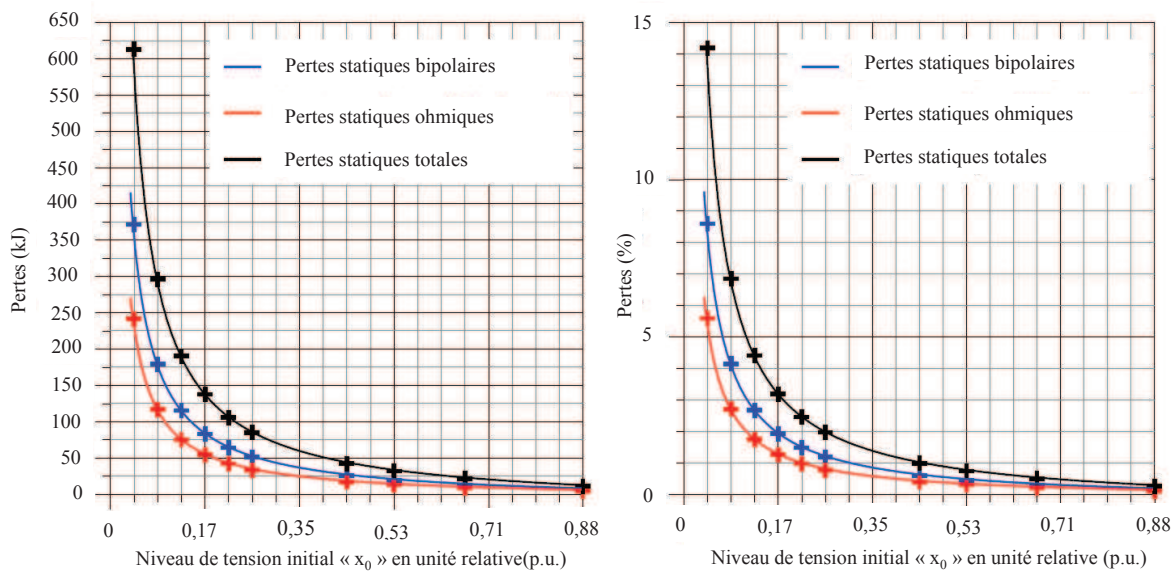 650
600
550
500
450
400
350
300
250
200
150
100
50
0
Pertes (kJ)
Pertes statiques bipolaires
Pertes statiques ohmiques
Pertes statiques totales
0 0,17 0,35 0,53 0,71 0,88
Niveau de tension initial « x₀ » en unité relative(p.u.)
15
10
5
0
Pertes (%)
Pertes statiques bipolaires
Pertes statiques ohmiques
Pertes statiques totales
0 0,17 0,35 0,53 0,71 0,88
Niveau de tension initial « x₀ » en unité relative (p.u.)